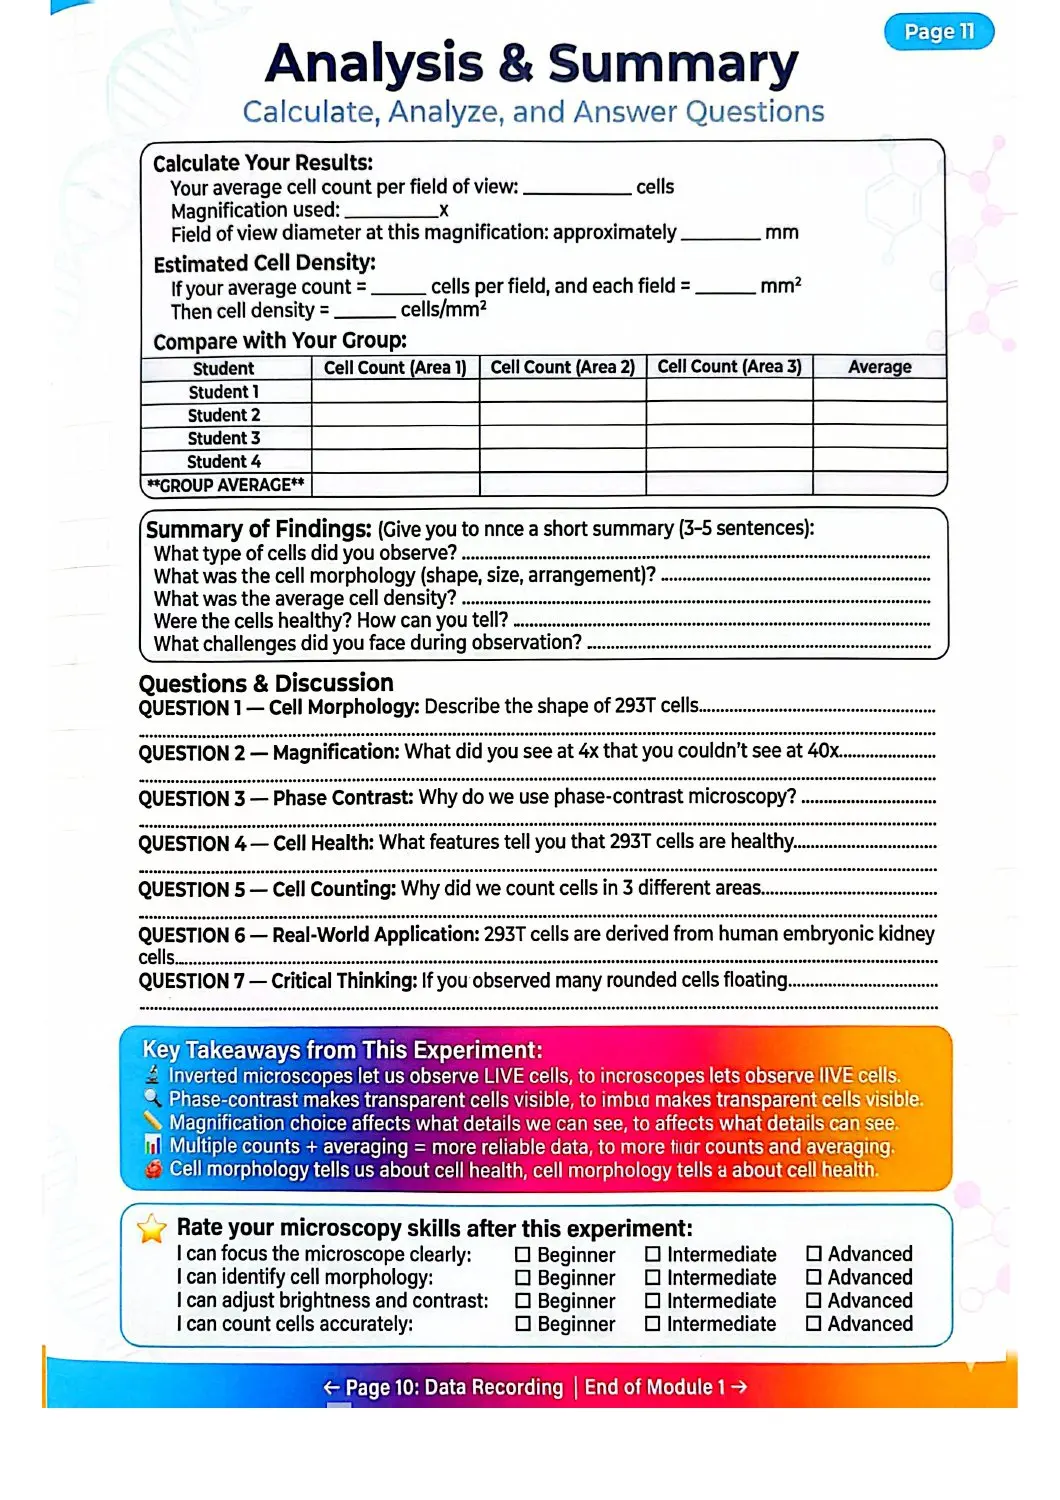 Page 11
Analysis & Summary
Calculate, Analyze, and Answer Questions
Calculate Your Results:
Your average cell count per field of view: ___________ cells
Magnification used: __________x
Field of view diameter at this magnification: approximately ________ mm
Estimated Cell Density:
If your average count = ______ cells per field, and each field = ______ mm²
Then cell density = ______ cells/mm²
Compare with Your Group:
Student Cell Count (Area 1) Cell Count (Area 2) Cell Count (Area 3) Average
Student 1
Student 2
Student 3
Student 4
**GROUP AVERAGE**
Summary of Findings: (Give you to nnce a short summary (3–5 sentences):
What type of cells did you observe?
What was the cell morphology (shape, size, arrangement)?
What was the average cell density?
Were the cells healthy? How can you tell?
What challenges did you face during observation?
Questions & Discussion
QUESTION 1 — Cell Morphology: Describe the shape of 293T cells
QUESTION 2 — Magnification: What did you see at 4x that you couldn't see at 40x
QUESTION 3 — Phase Contrast: Why do we use phase-contrast microscopy?
QUESTION 4 — Cell Health: What features tell you that 293T cells are healthy
QUESTION 5 — Cell Counting: Why did we count cells in 3 different areas
QUESTION 6 — Real-World Application: 293T cells are derived from human embryonic kidney
cells
QUESTION 7 — Critical Thinking: If you observed many rounded cells floating
Key Takeaways from This Experiment:
Inverted microscopes let us observe LIVE cells, to incroscopes lets observe IIVE cells.
Phase-contrast makes transparent cells visible, to makes transparent cells visible.
Magnification choice affects what details we can see, to affects what details can see.
Multiple counts + averaging = more reliable data, to more counts and averaging.
Cell morphology tells us about cell health, cell morphology tells a about cell health.
Rate your microscopy skills after this experiment:
I can focus the microscope clearly: ☐ Beginner ☐ Intermediate ☐ Advanced
I can identify cell morphology: ☐ Beginner ☐ Intermediate ☐ Advanced
I can adjust brightness and contrast: ☐ Beginner ☐ Intermediate ☐ Advanced
I can count cells accurately: ☐ Beginner ☐ Intermediate ☐ Advanced
← Page 10: Data Recording | End of Module 1 →